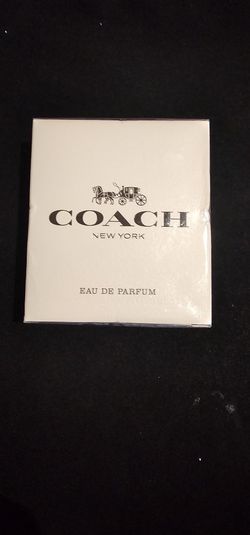 COACH
NEW YORK
EAU DE PARFUM